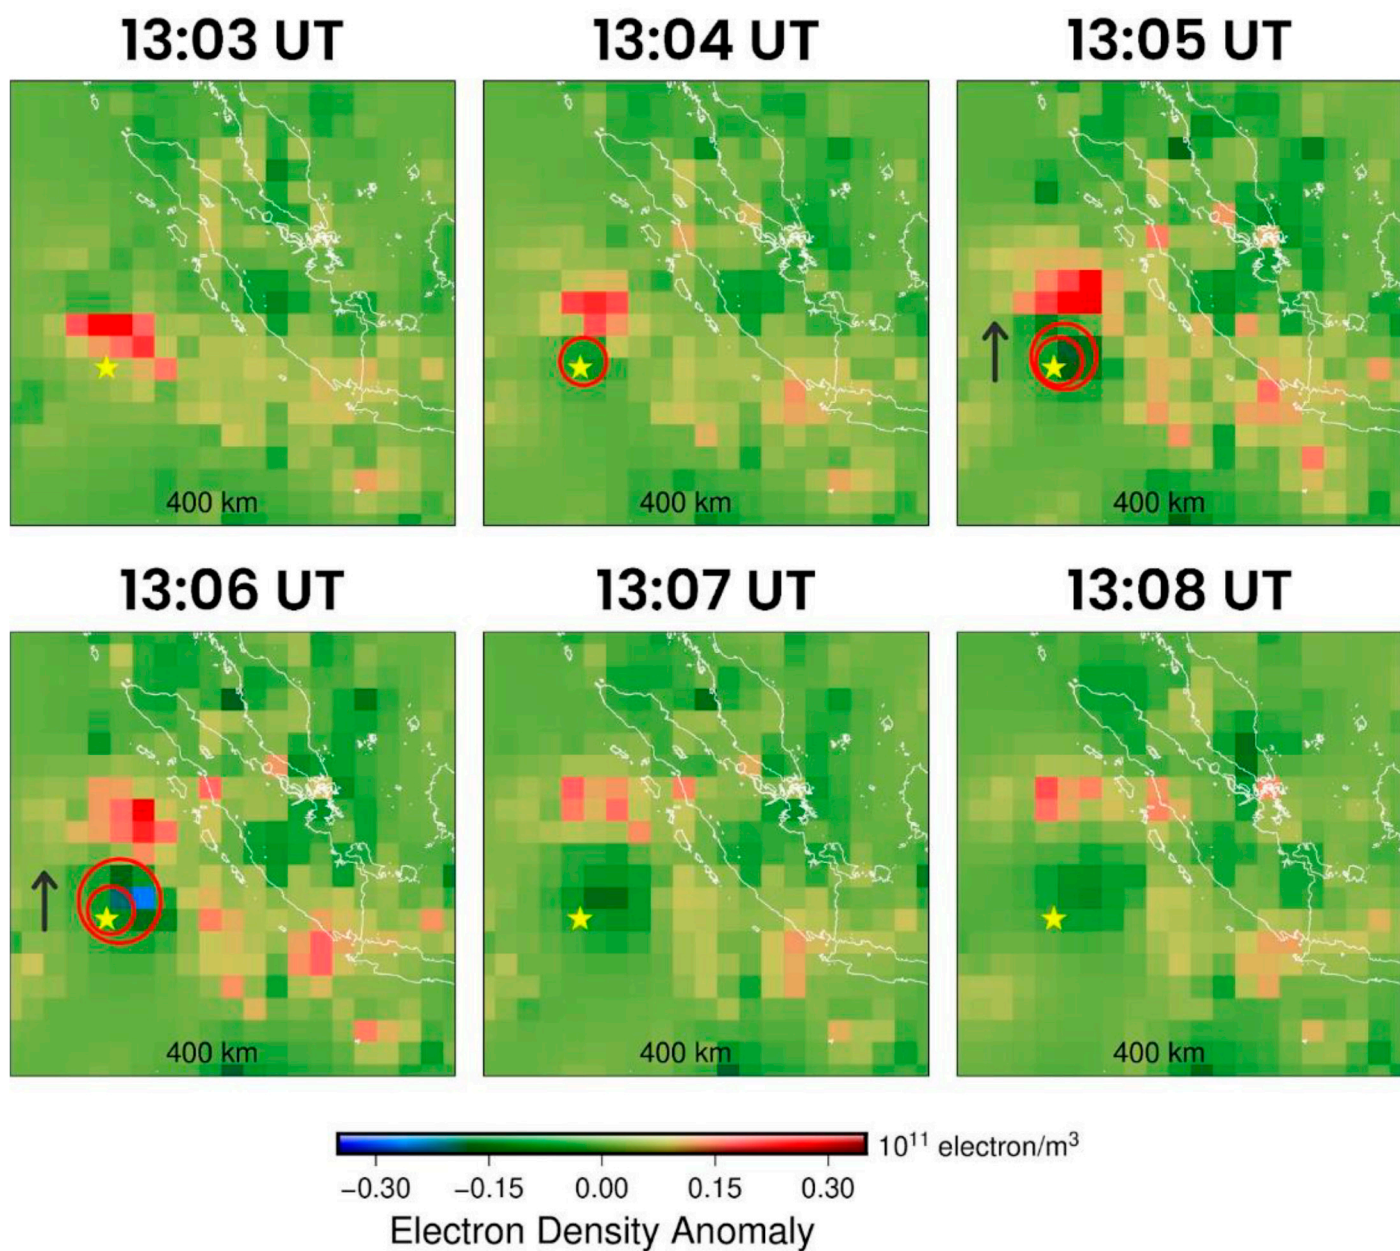 13:03 UT 13:04 UT 13:05 UT
400 km 400 km 400 km
13:06 UT 13:07 UT 13:08 UT
400 km 400 km 400 km
10¹¹ electron/m³
−0.30 −0.15 0.00 0.15 0.30
Electron Density Anomaly